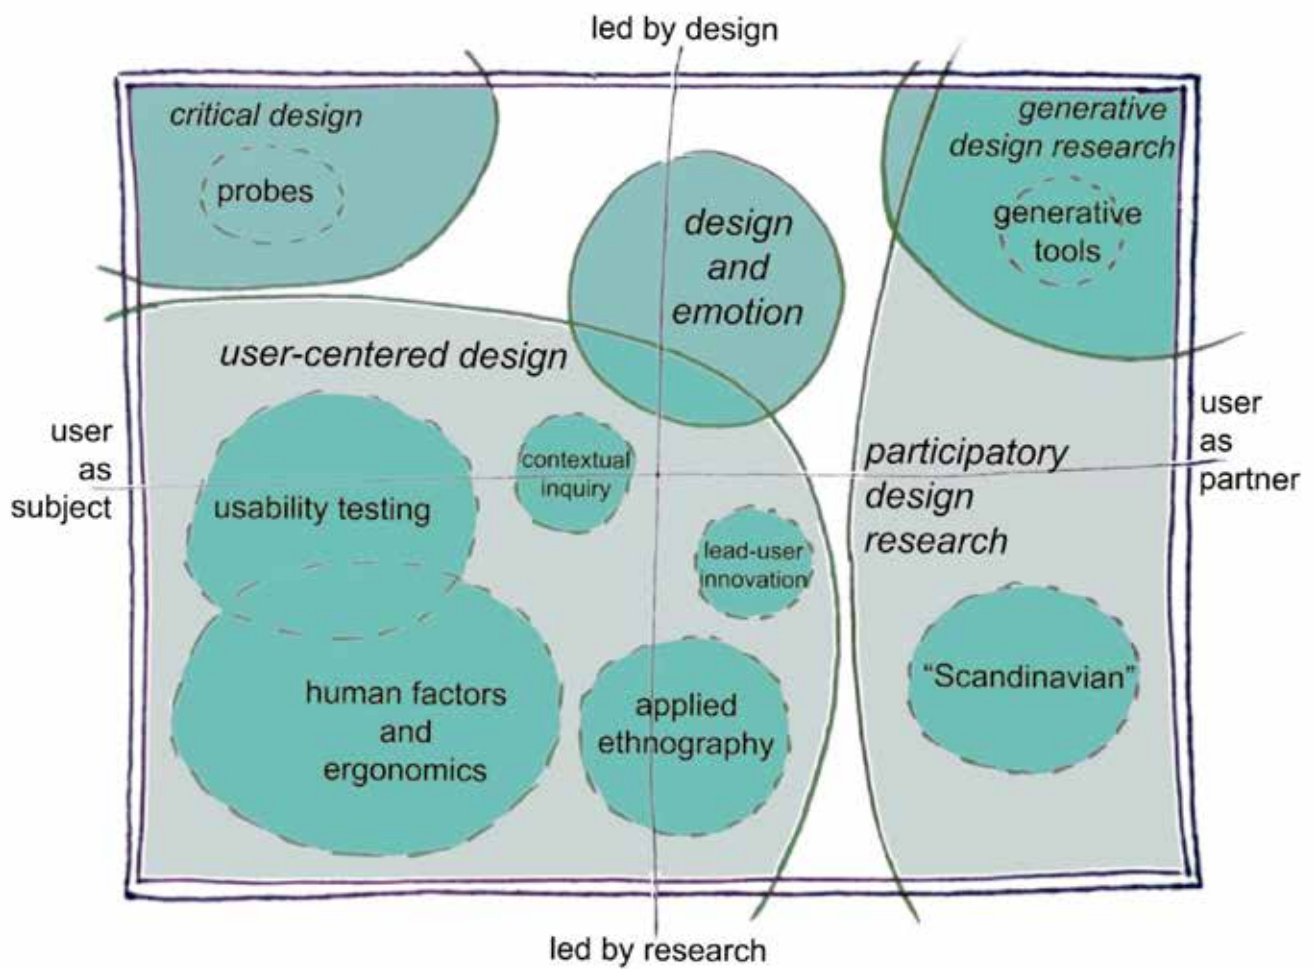 led by design
critical design
probes
generative
design research
generative
tools
design
and
emotion
user-centered design
user
as
subject
user
as
partner
contextual
inquiry
usability testing
participatory
design
research
lead-user
innovation
human factors
and
ergonomics
applied
ethnography
“Scandinavian”
led by research